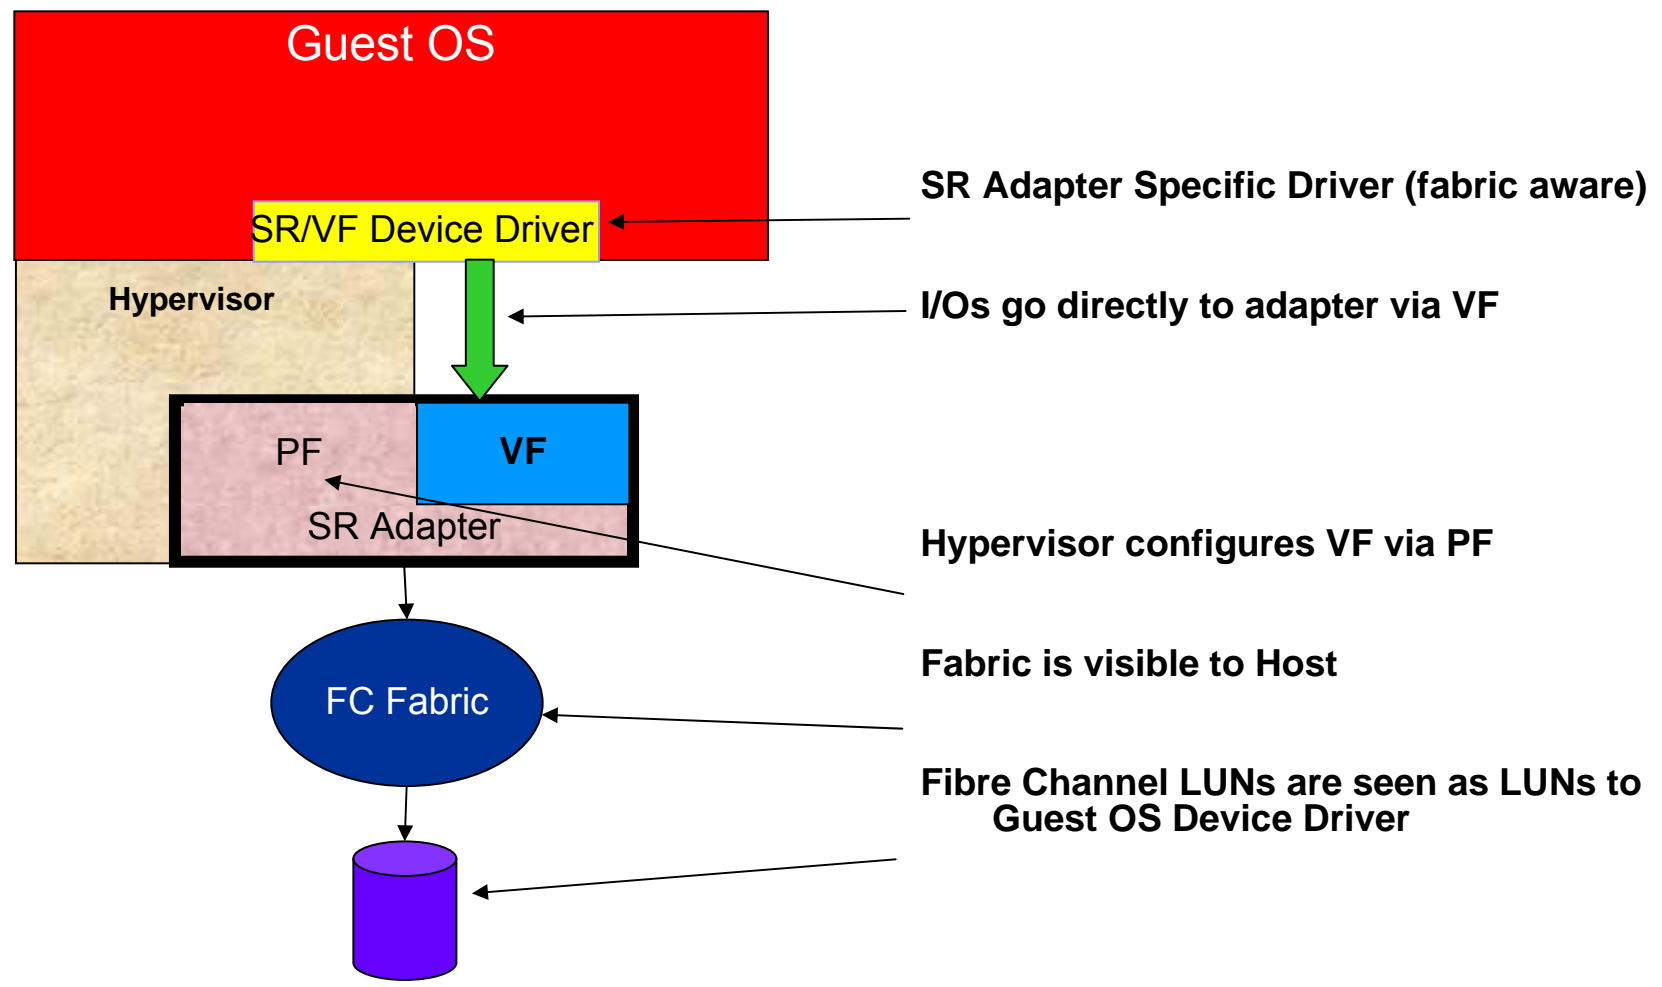 Guest OS
SR Adapter Specific Driver (fabric aware)
SR/VF Device Driver
Hypervisor
I/Os go directly to adapter via VF
PF
VF
SR Adapter
Hypervisor configures VF via PF
Fabric is visible to Host
FC Fabric
Fibre Channel LUNs are seen as LUNs to
Guest OS Device Driver